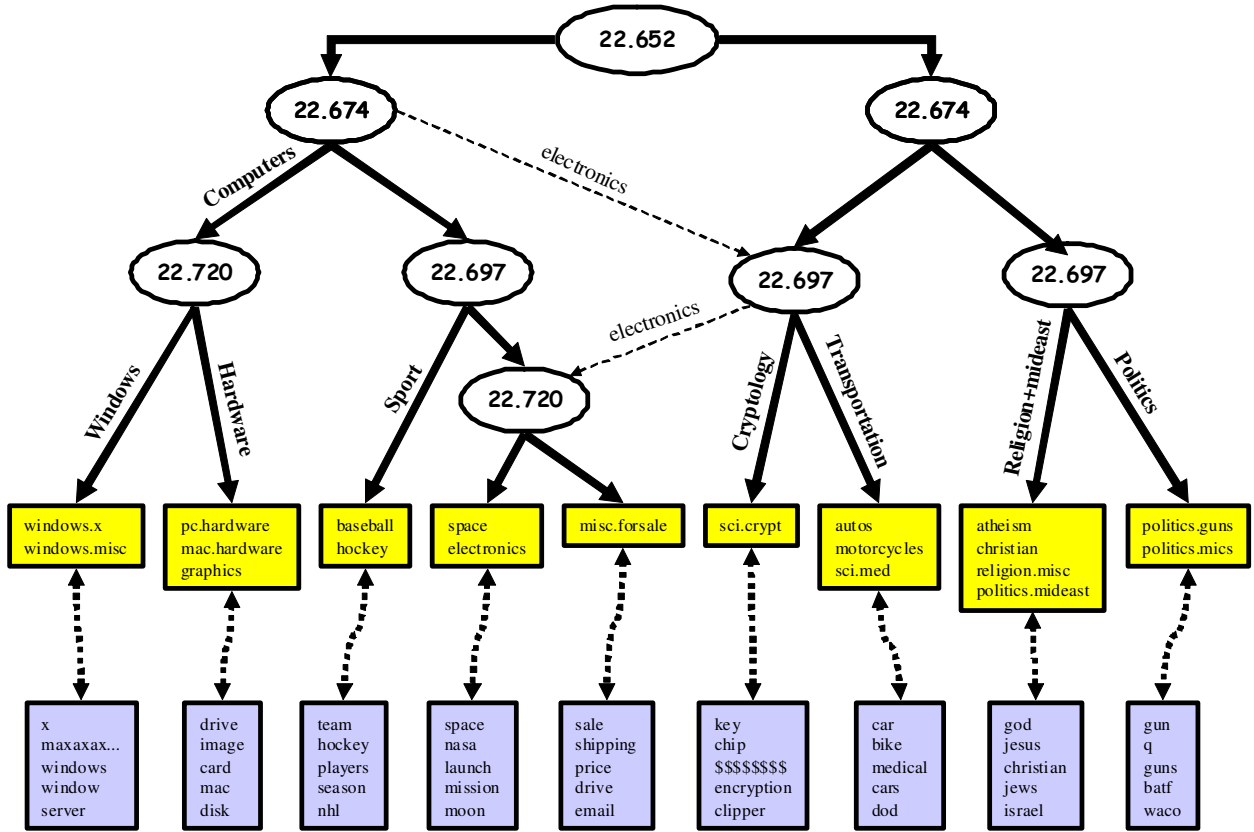 22.652
22.674
22.674
Computers
electronics
22.720
22.697
22.697
22.697
electronics
Windows
Hardware
Sport
22.720
Cryptology
Transportation
Religion+mideast
Politics
windows.x
windows.misc
pc.hardware
mac.hardware
graphics
baseball
hockey
space
electronics
misc.forsale
sci.crypt
autos
motorcycles
sci.med
atheism
christian
religion.misc
politics.mideast
politics.guns
politics.mics
x
maxaxax...
windows
window
server
drive
image
card
mac
disk
team
hockey
players
season
nhl
space
nasa
launch
mission
moon
sale
shipping
price
drive
email
key
chip
$$$$$$$$
encryption
clipper
car
bike
medical
cars
dod
god
jesus
christian
jews
israel
gun
q
guns
batf
waco